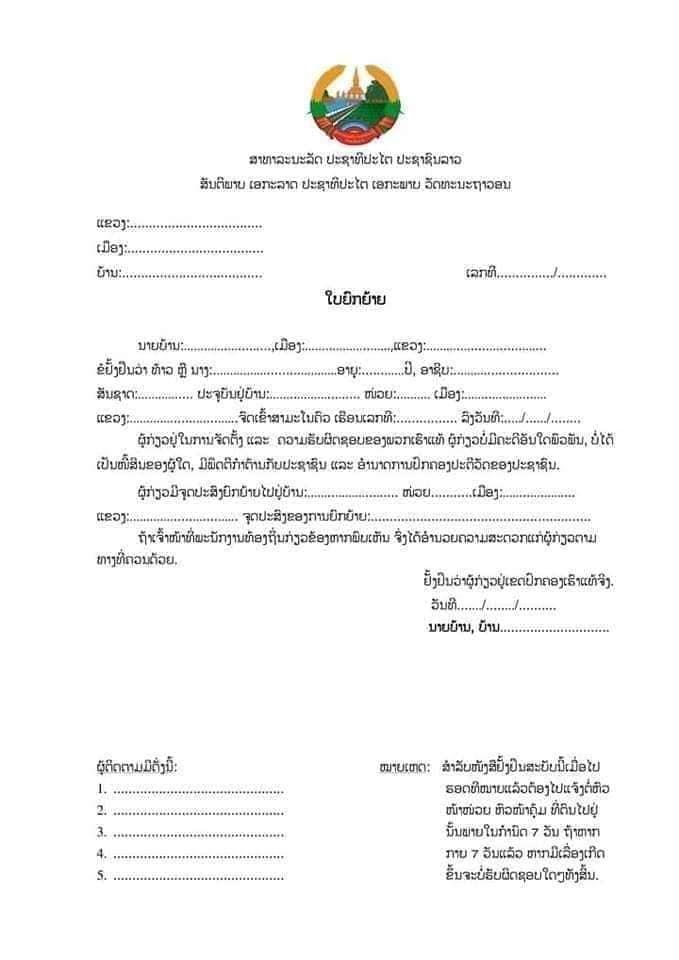 ສາທາລະນະລັດ ປະຊາທິປະໄຕ ປະຊາຊົນລາວ
ສັນຕິພາບ ເອກະລາດ ປະຊາທິປະໄຕ ເອກະພາບ ວັດທະນະຖາວອນ
ແຂວງ:...................................
ເມືອງ:....................................
ບ້ານ:..................................... ເລກທີ................/.............
ໃບຍົກຍ້າຍ
ນາຍບ້ານ:........................,ເມືອງ:........................,ແຂວງ:................................
ຂໍຢັ້ງຢືນວ່າ ທ້າວ ຫຼື ນາງ:..................................ອາຍຸ:............ປີ, ອາຊີບ:............................
ສັນຊາດ:............... ປະຈຸບັນຢູ່ບ້ານ:........................ ໜ່ວຍ:......... ເມືອງ:......................
ແຂວງ:.............................ຈົດເຂົ້າສາມະໂນຄົວ ເຮືອນເລກທີ:................ ລົງວັນທີ:...../....../........
ຜູ້ກ່ຽວຢູ່ໃນການຈັດຕັ້ງ ແລະ ຄວາມຮັບຜິດຊອບຂອງພວກເຮົາແທ້ ຜູ້ກ່ຽວບໍ່ມີຄະດີອັນໃດພົວພັນ, ບໍ່ໄດ້
ເປັນໜີ້ສິນຂອງຜູ້ໃດ, ມີພຶດຕິກຳຕ້ານກັບປະຊາຊົນ ແລະ ອຳນາດການປົກຄອງປະຕິວັດຂອງປະຊາຊົນ.
ຜູ້ກ່ຽວມີຈຸດປະສົງຍົກຍ້າຍໄປຢູ່ບ້ານ:........................ ໜ່ວຍ...........ເມືອງ:...................
ແຂວງ:............................. ຈຸດປະສົງຂອງການຍົກຍ້າຍ:..........................................................
ຖ້າເຈົ້າໜ້າທີ່ພະນັກງານທ້ອງຖິ່ນກ່ຽວຂ້ອງຫາກພົບເຫັນ ຈົ່ງໄດ້ອຳນວຍຄວາມສະດວກແກ່ຜູ້ກ່ຽວຕາມ
ທາງທີ່ຄວນດ້ວຍ.
ຢັ້ງຢືນວ່າຜູ້ກ່ຽວຢູ່ເຂດປົກຄອງເຮົາແທ້ຈິງ.
ວັນທີ......./......../..........
ນາຍບ້ານ, ບ້ານ.............................
ຜູ້ຕິດຕາມມີດັ່ງນີ້:
1. .............................................
2. .............................................
3. .............................................
4. .............................................
5. .............................................
ໝາຍເຫດ: ສຳລັບໜັງສືຢັ້ງຢືນສະບັບນີ້ເມື່ອໄປ
ຮອດທີໝາຍແລ້ວຕ້ອງໄປແຈ້ງຕໍ່ຫົວ
ໜ້າໜ່ວຍ ຫົວໜ້າຄຸ້ມ ທີ່ຕົນໄປຢູ່
ນັ້ນພາຍໃນກຳນົດ 7 ວັນ ຖ້າຫາກ
ກາຍ 7 ວັນແລ້ວ ຫາກມີເລື່ອງເກີດ
ຂຶ້ນຈະບໍ່ຮັບຜິດຊອບໃດໆທັງສິ້ນ.